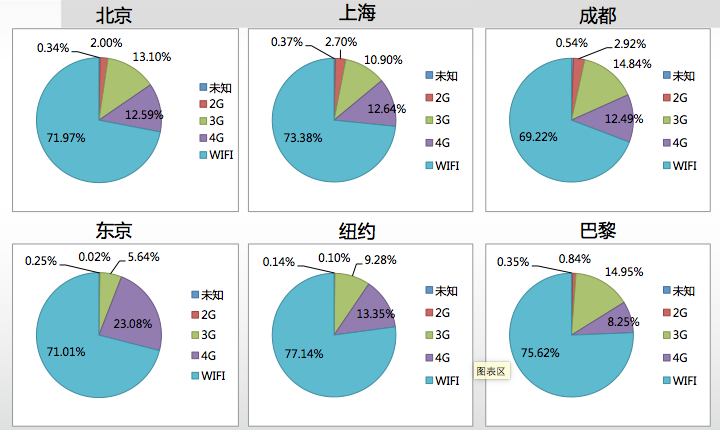 北京
0.34%
2.00%
13.10%
12.59%
71.97%
未知
2G
3G
4G
WIFI
上海
0.37%
2.70%
10.90%
12.64%
73.38%
未知
2G
3G
4G
WIFI
成都
0.54%
2.92%
14.84%
12.49%
69.22%
未知
2G
3G
4G
WIFI
东京
0.25%
0.02%
5.64%
23.08%
71.01%
未知
2G
3G
4G
WIFI
纽约
0.14%
0.10%
9.28%
13.35%
77.14%
未知
2G
3G
4G
WIFI
巴黎
0.35%
0.84%
14.95%
8.25%
75.62%
未知
2G
3G
4G
WIFI
图表区